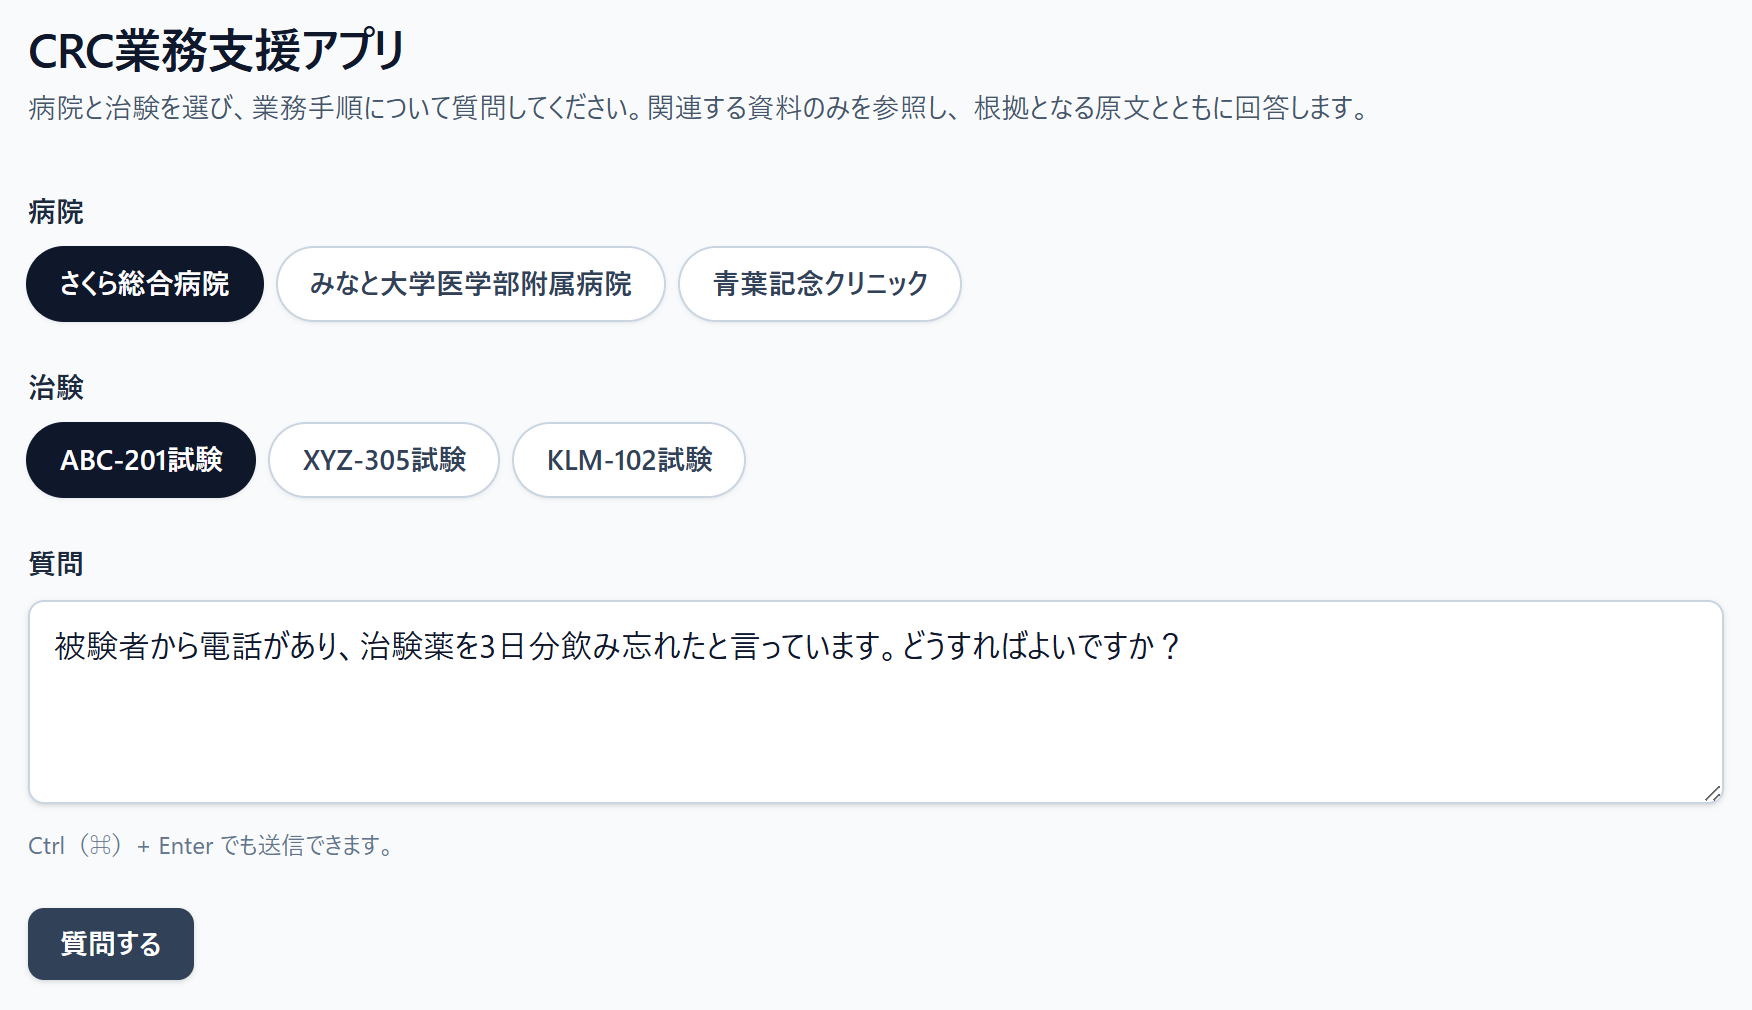 CRC業務支援アプリ
病院と治験を選び、業務手順について質問してください。関連する資料のみを参照し、根拠となる原文とともに回答します。
病院
さくら総合病院 みなと大学医学部附属病院 青葉記念クリニック
治験
ABC-201試験 XYZ-305試験 KLM-102試験
質問
被験者から電話があり、治験薬を3日分飲み忘れたと言っています。どうすればよいですか？
Ctrl（⌘）+ Enter でも送信できます。
質問する